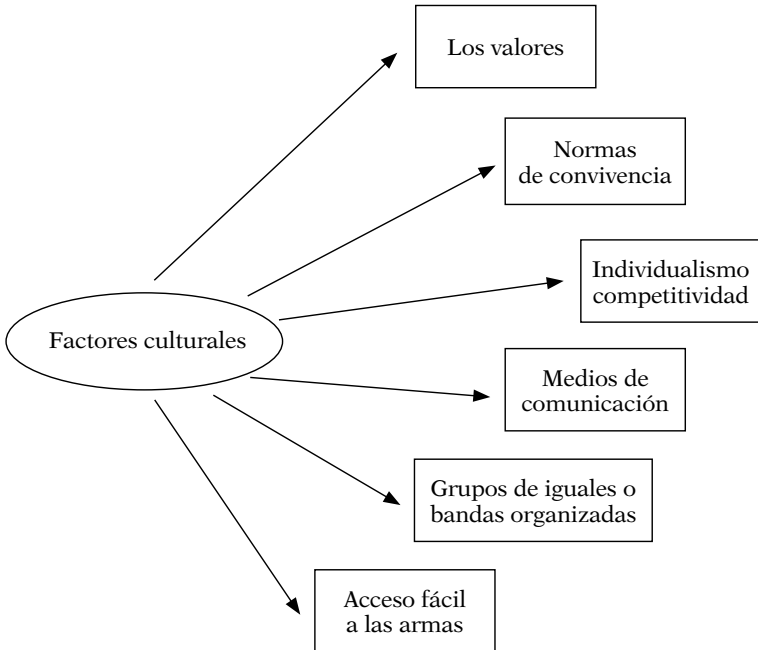 Los valores
Normas
de convivencia
Individualismo
competitividad
Factores culturales
Medios de
comunicación
Grupos de iguales o
bandas organizadas
Acceso fácil
a las armas